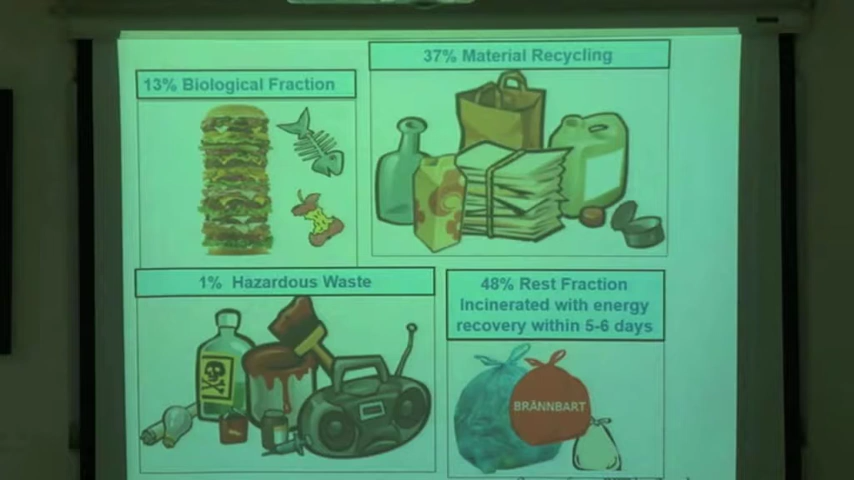 37% Material Recycling
13% Biological Fraction
1% Hazardous Waste
48% Rest Fraction
Incinerated with energy
recovery within 5-6 days
BRÄNNBART